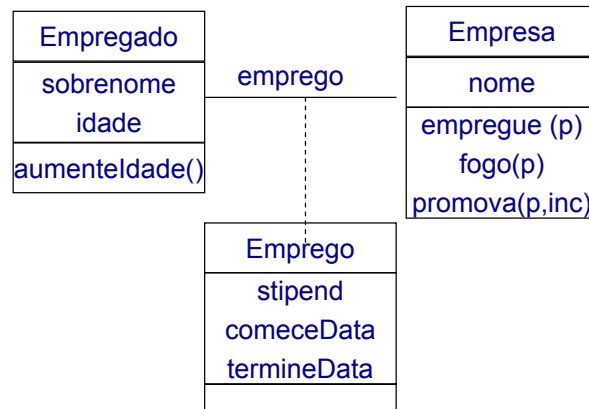 Empregado
sobrenome
idade
aumenteIdade()
emprego
Empresa
nome
empregue (p)
fogo(p)
promova(p,inc)
Emprego
stipend
comeceData
termineData